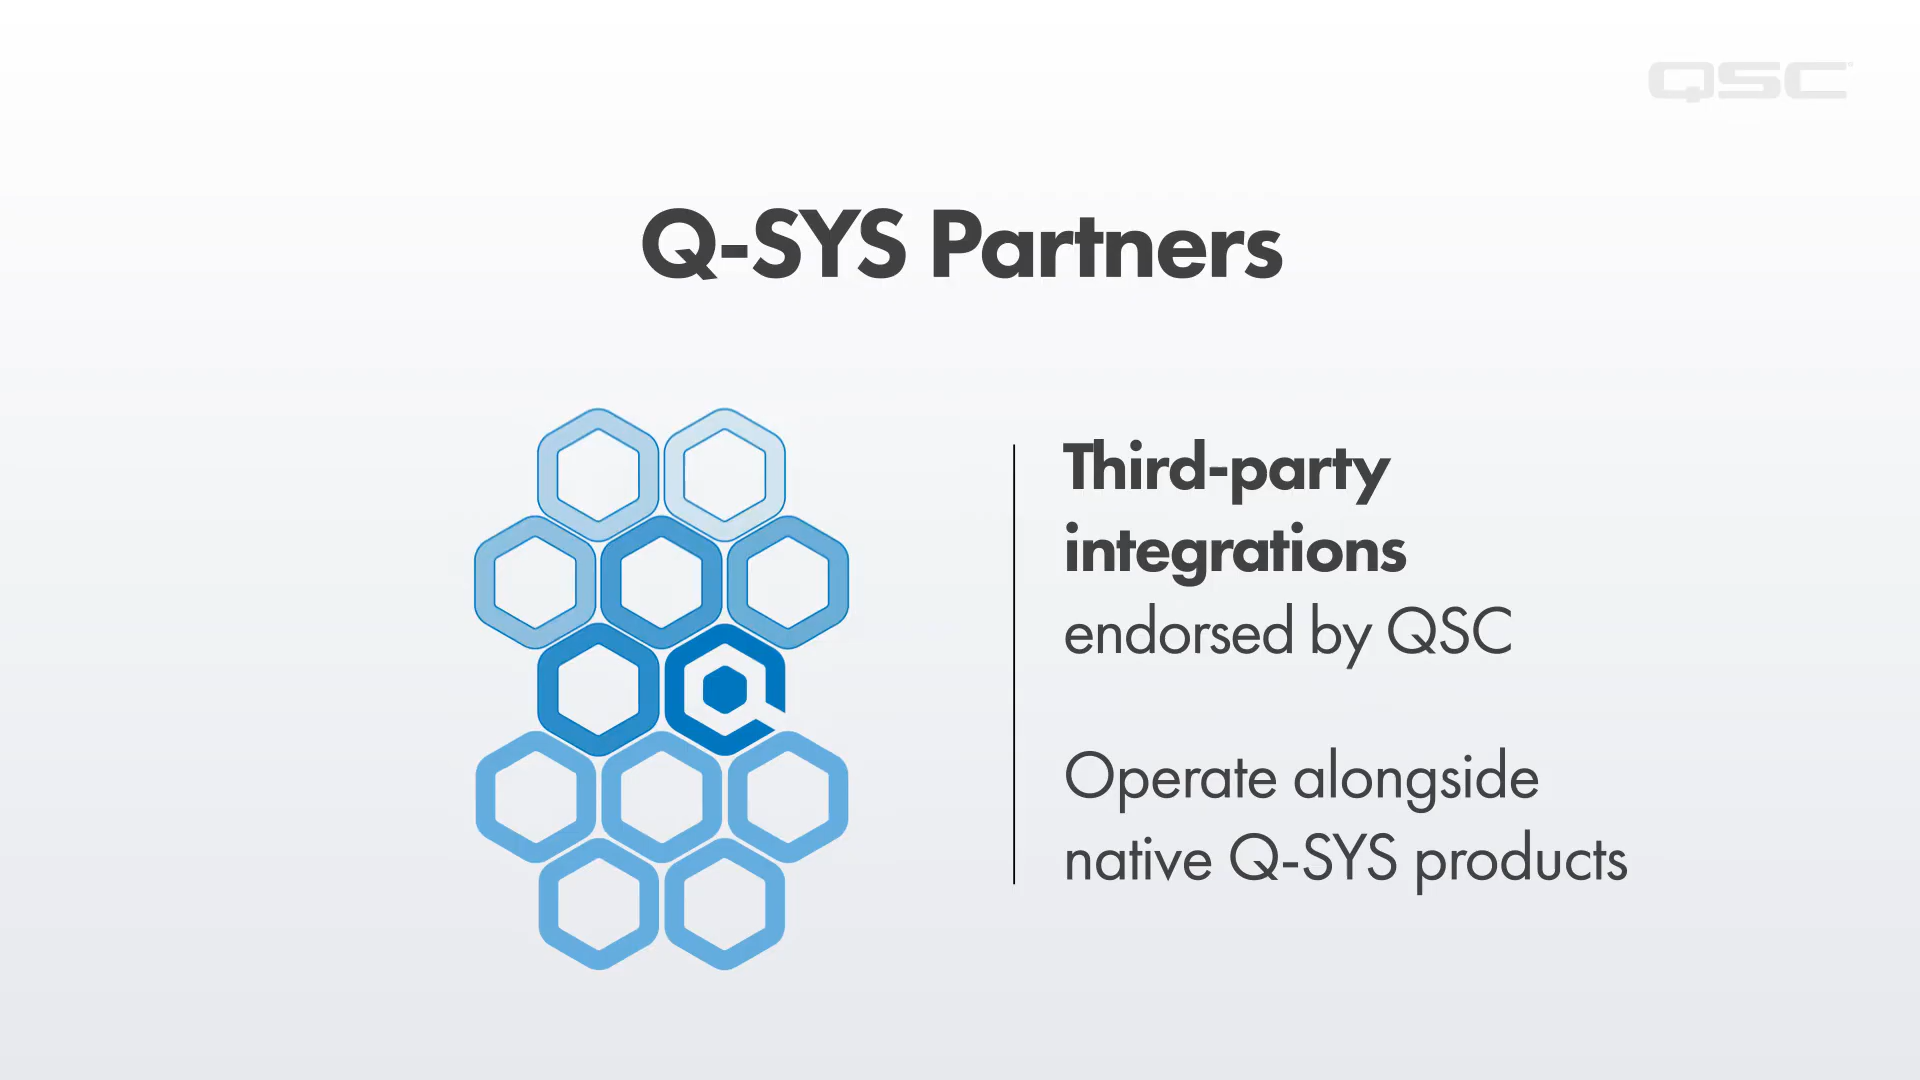 QSC
Q-SYS Partners
Third-party
integrations
endorsed by QSC
Operate alongside
native Q-SYS products